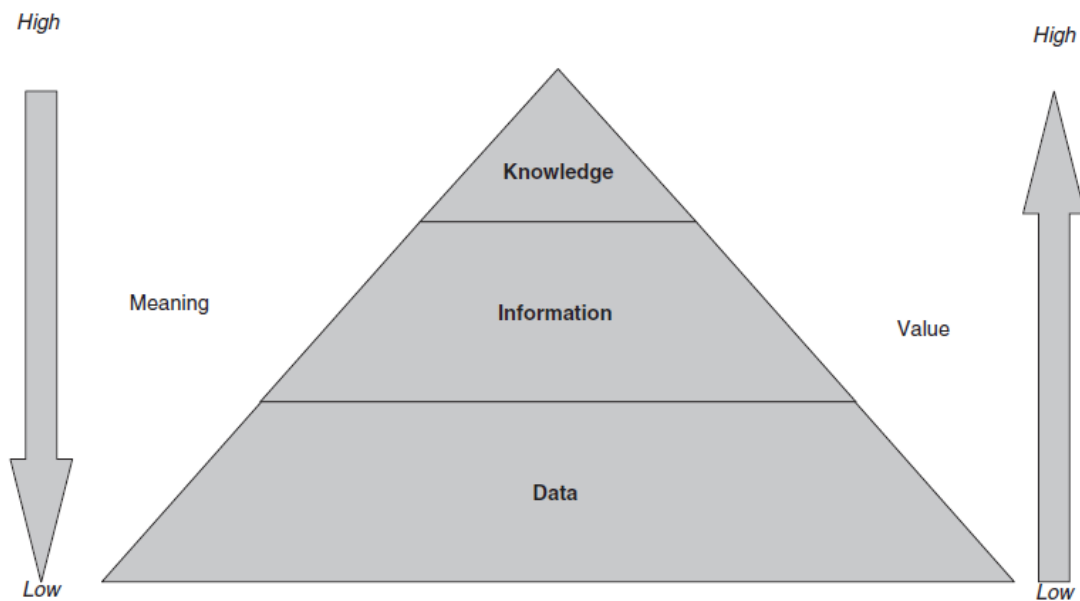 High
High
Knowledge
Meaning
Information
Value
Data
Low
Low